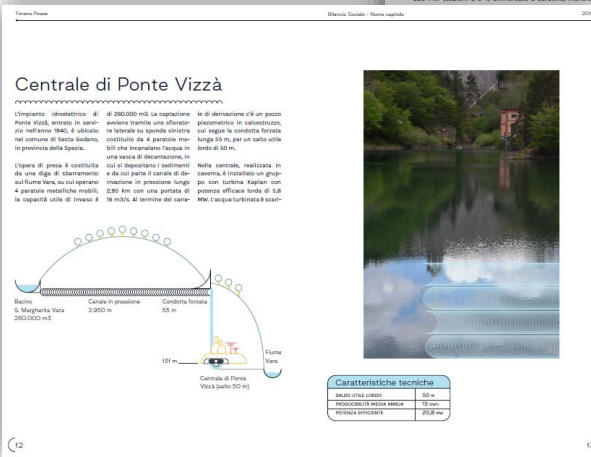 Tirreno Power
Bilancio Sociale - Nome capitolo
Centrale di Ponte Vizzà
L'impianto idroelettrico di
Ponte Vizzà, entrato in servi-
zio nell'anno 1940, è ubicato
nel comune di Sesta Godano,
in provincia della Spezia.
L'opera di presa è costituita
da una diga di sbarramento
sul fiume Vara, su cui operano
4 paratoie metalliche mobili;
la capacità utile di invaso è
di 260.000 m3. La captazione
avviene tramite uno sfiorato-
re laterale su sponda sinistra
costituito da 4 paratoie mo-
bili che incanalano l'acqua in
una vasca di decantazione, in
cui si depositano i sedimenti
e da cui parte il canale di de-
rivazione in pressione lungo
2,95 km con una portata di
16 m3/s. Al termine del cana-
le di derivazione c'è un pozzo
piezometrico in calcestruzzo,
cui segue la condotta forzata
lunga 55 m, per un salto utile
lordo di 50 m.
Nella centrale, realizzata in
caverna, è installato un grup-
po con turbina Kaplan con
potenza efficace lorda di 5,8
MW. L'acqua turbinata è scari-
Bacino
S. Margherita Vara
260.000 m3
Canale in pressione
2.950 m
Condotta forzata
55 m
131 m
Fiume
Vara
Centrale di Ponte
Vizzà (salto 50 m)
Caratteristiche tecniche
SALDO UTILE LORDO 50 M
PRODUCIBILITÀ MEDIA ANNUA 13 GWH
POTENZA EFFICIENTE 20,8 MW
12